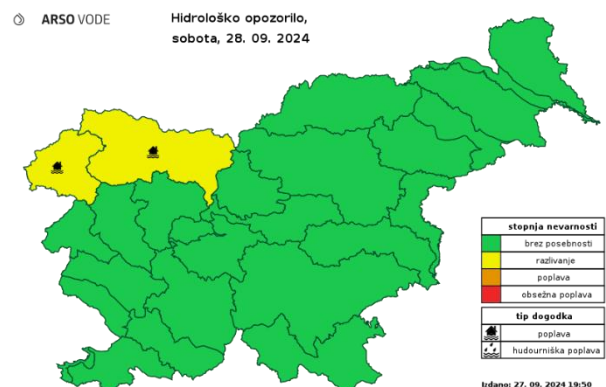 ARSO VODE
Hidrološko opozorilo,
sobota, 28. 09. 2024
stopnja nevarnosti
brez posebnosti
razlivanje
poplava
obsežna poplava
tip dogodka
poplava
hudourniška poplava
Izdano: 27. 09. 2024 19:50